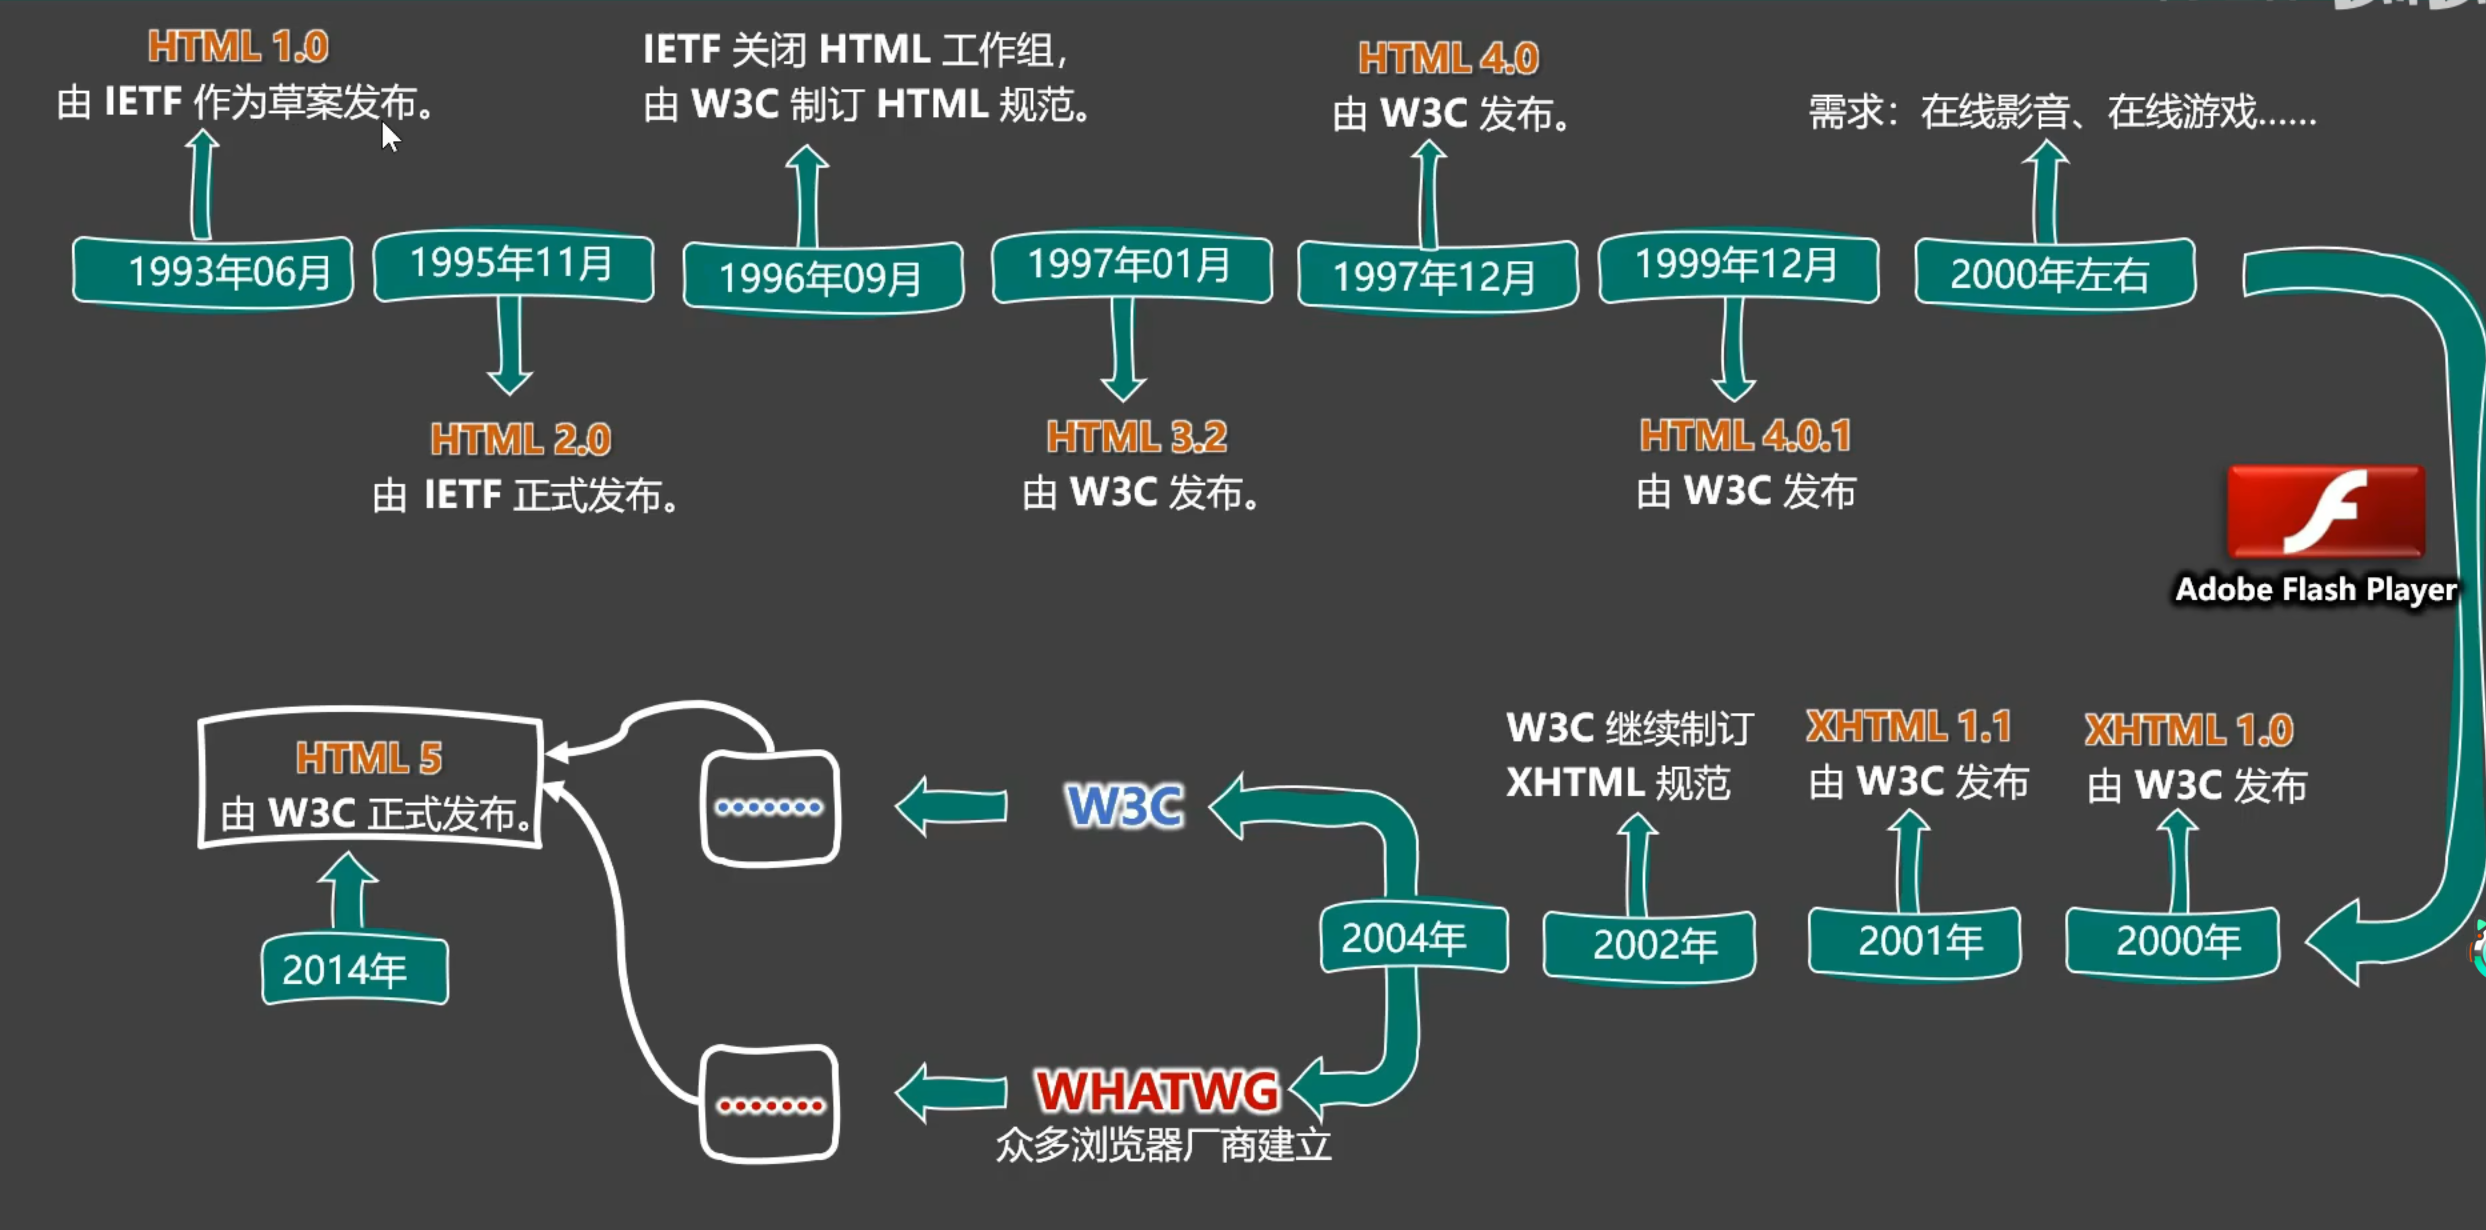 HTML 1.0
由 IETF 作为草案发布。
IETF 关闭 HTML 工作组，
由 W3C 制订 HTML 规范。
HTML 4.0
由 W3C 发布。
需求：在线影音、在线游戏......
1993年06月
1995年11月
1996年09月
1997年01月
1997年12月
1999年12月
2000年左右
HTML 2.0
由 IETF 正式发布。
HTML 3.2
由 W3C 发布。
HTML 4.0.1
由 W3C 发布
Adobe Flash Player
XHTML 1.0
由 W3C 发布
2000年
XHTML 1.1
由 W3C 发布
2001年
W3C 继续制订
XHTML 规范
2002年
2004年
W3C
.......
WHATWG
众多浏览器厂商建立
.......
HTML 5
由 W3C 正式发布。
2014年